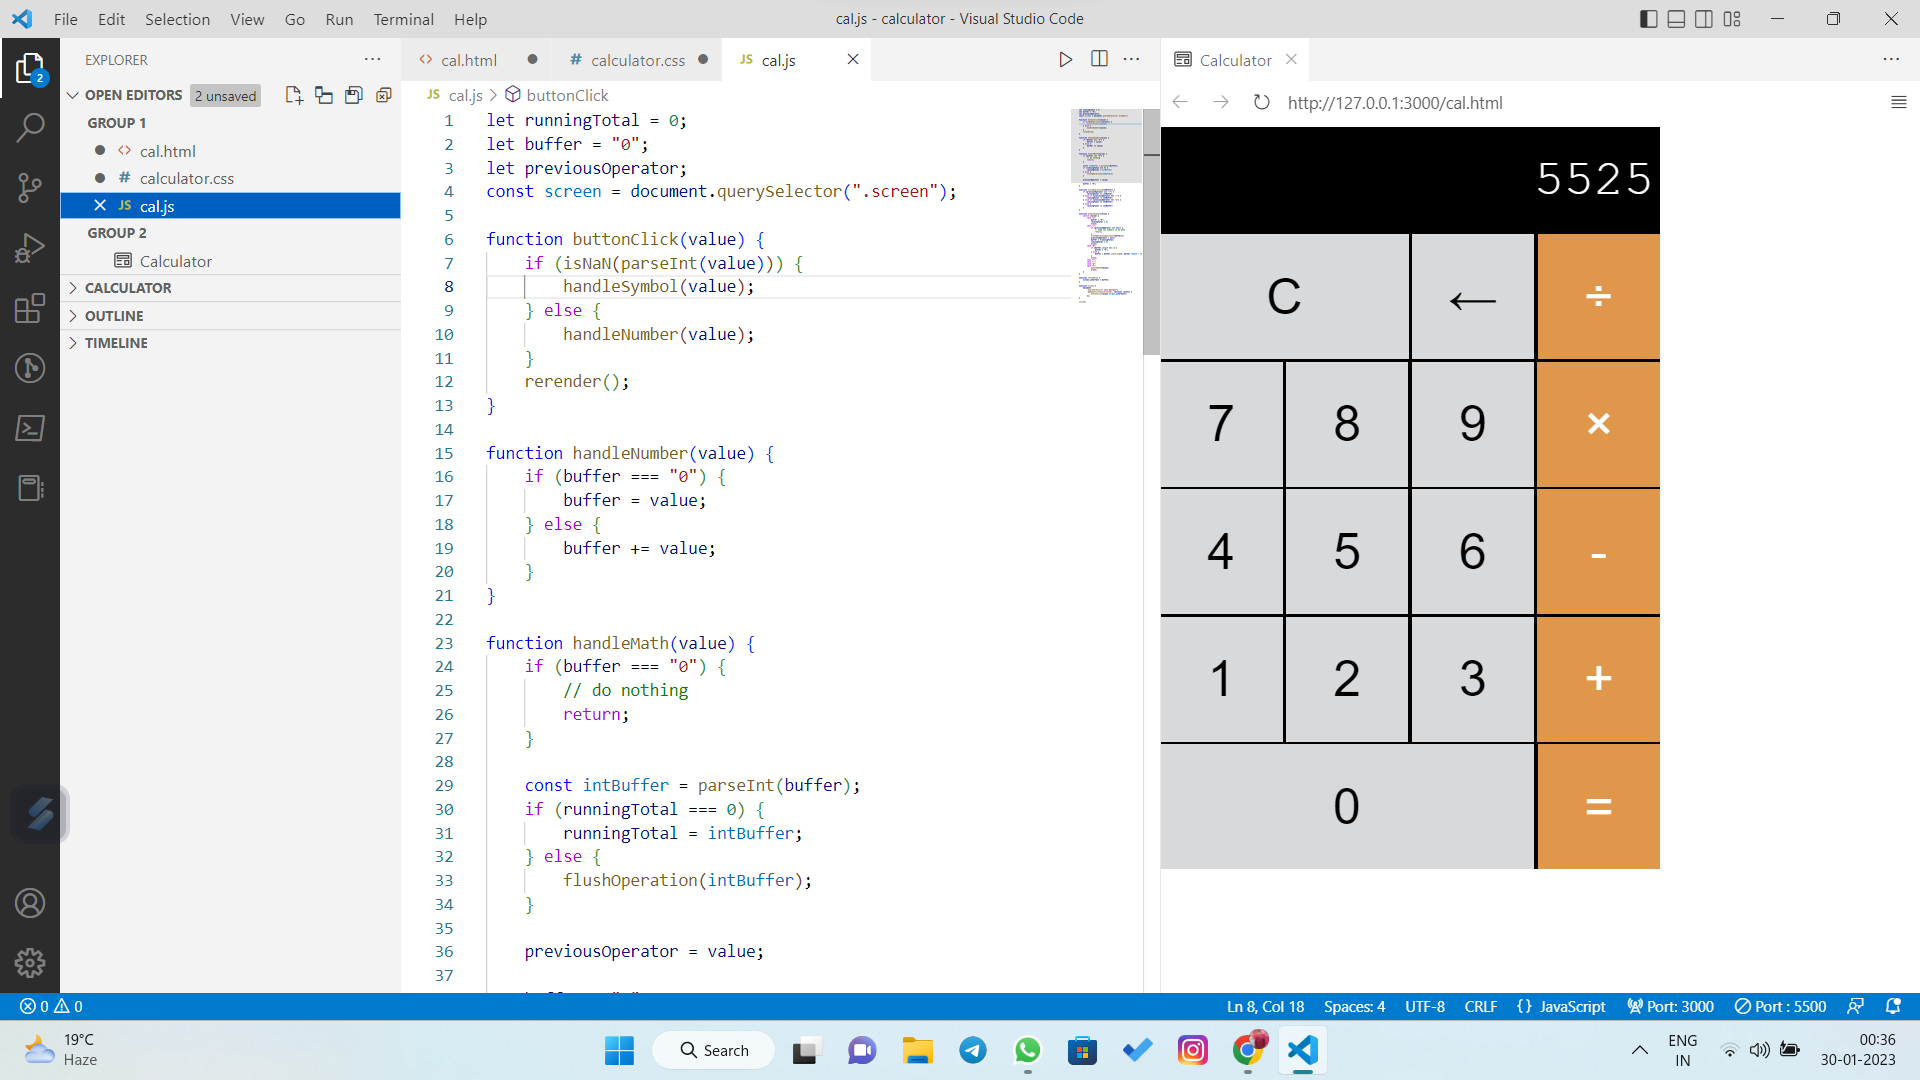 File Edit Selection View Go Run Terminal Help
cal.js - calculator - Visual Studio Code
EXPLORER
OPEN EDITORS 2 unsaved
GROUP 1
cal.html
# calculator.css
JS cal.js
GROUP 2
Calculator
CALCULATOR
OUTLINE
TIMELINE
2
<> cal.html # calculator.css JS cal.js
JS cal.js > buttonClick
1 let runningTotal = 0;
2 let buffer = "0";
3 let previousOperator;
4 const screen = document.querySelector(".screen");
5
6 function buttonClick(value) {
7 if (isNaN(parseInt(value))) {
8 handleSymbol(value);
9 } else {
10 handleNumber(value);
11 }
12 rerender();
13 }
14
15 function handleNumber(value) {
16 if (buffer === "0") {
17 buffer = value;
18 } else {
19 buffer += value;
20 }
21 }
22
23 function handleMath(value) {
24 if (buffer === "0") {
25 // do nothing
26 return;
27 }
28
29 const intBuffer = parseInt(buffer);
30 if (runningTotal === 0) {
31 runningTotal = intBuffer;
32 } else {
33 flushOperation(intBuffer);
34 }
35
36 previousOperator = value;
37
Calculator
http://127.0.0.1:3000/cal.html
5525
C ← ÷
7 8 9 ×
4 5 6 -
1 2 3 +
0 =
0 0
Ln 8, Col 18 Spaces: 4 UTF-8 CRLF {} JavaScript Port: 3000 Port : 5500
19°C
Haze
Search
ENG
IN
00:36
30-01-2023